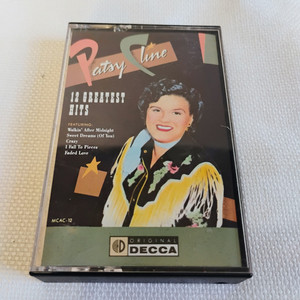 Patsy Cline
12 GREATEST
HITS
FEATURING:
Walkin' After Midnight
Sweet Dreams (Of You)
Crazy
I Fall To Pieces
Faded Love
MCAC-12
ORIGINAL
DECCA